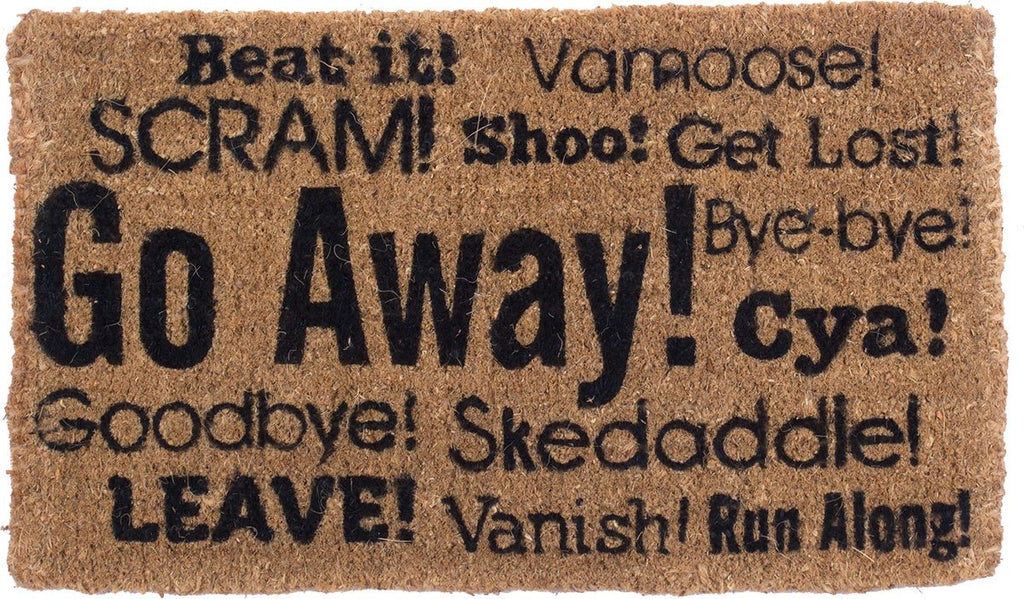 Beat it! Vamoose!
SCRAM! Shoo! Get Lost!
Go Away! Bye-bye!
Cya!
Goodbye! Skedaddle!
LEAVE! Vanish! Run Along!